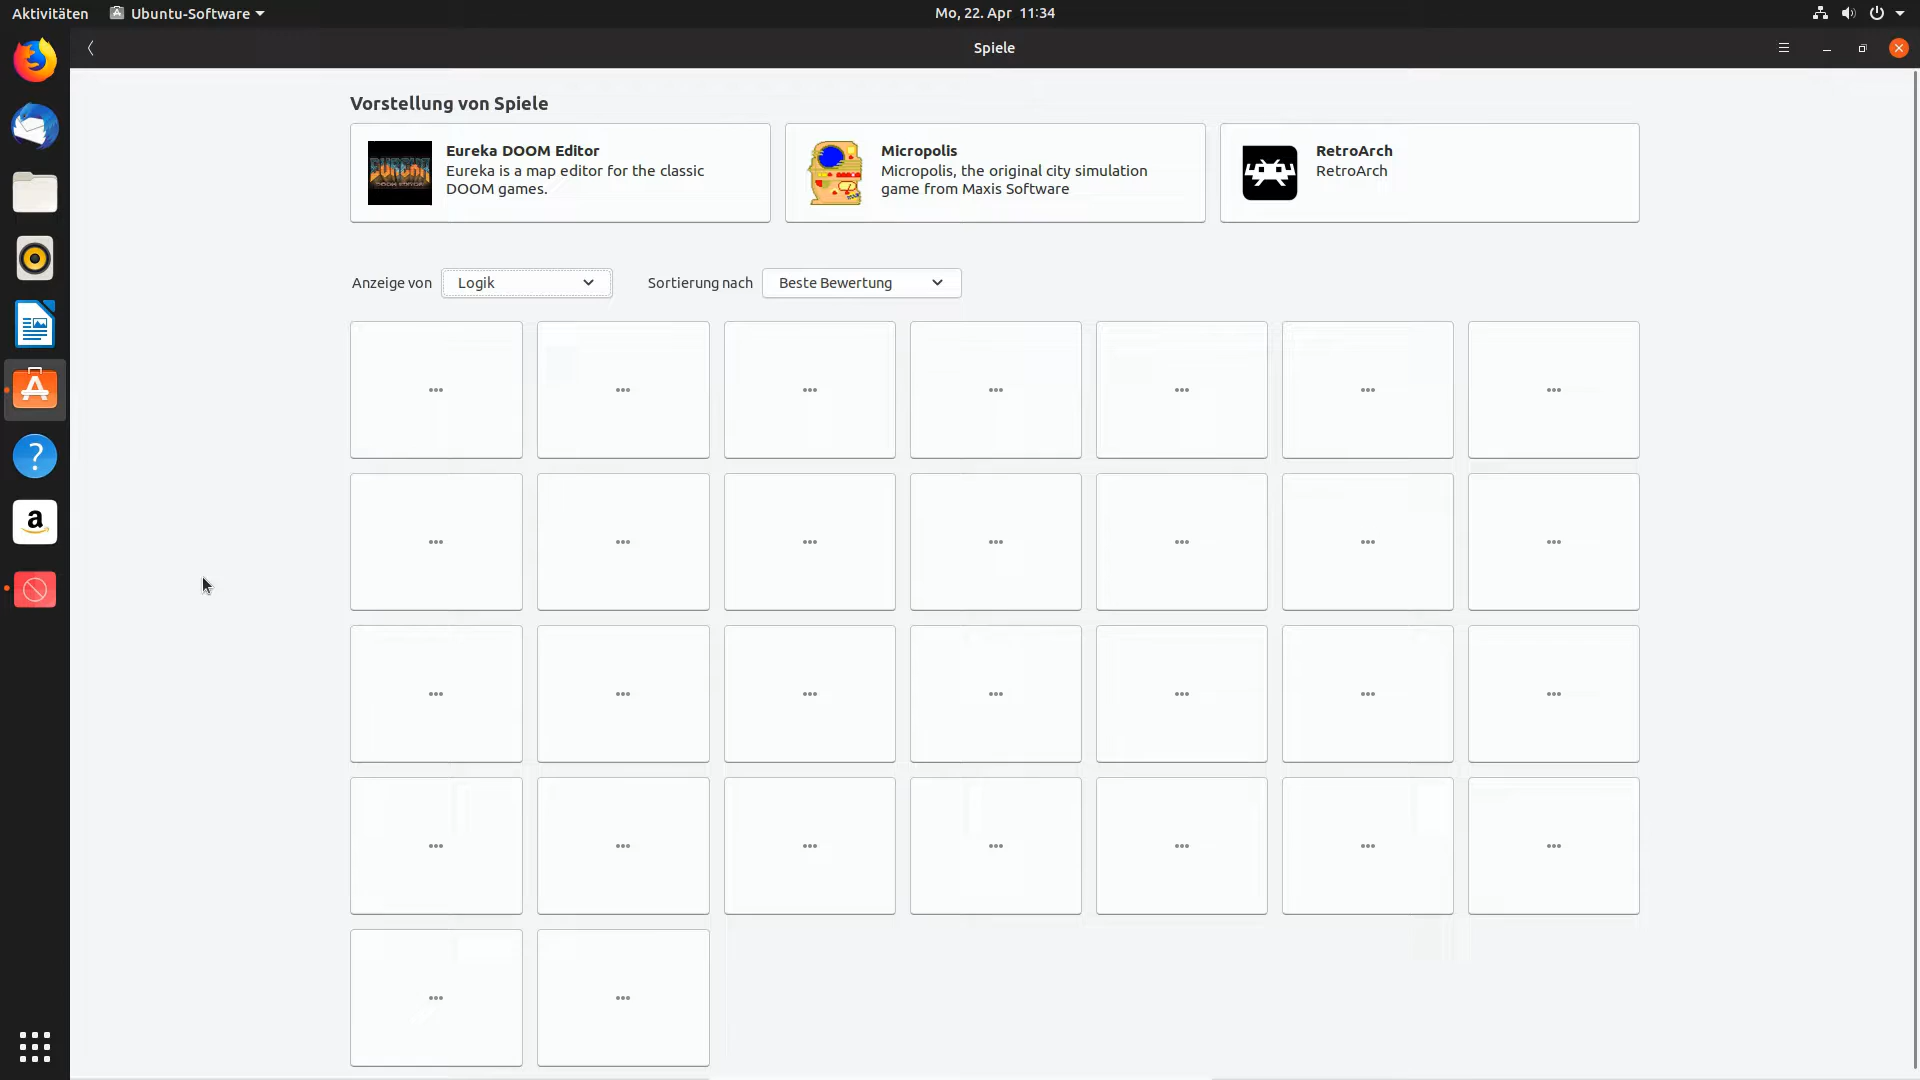 Aktivitäten
Ubuntu-Software
Mo, 22. Apr 11:34
Spiele
Vorstellung von Spiele
Eureka DOOM Editor
Eureka is a map editor for the classic
DOOM games.
Micropolis
Micropolis, the original city simulation
game from Maxis Software
RetroArch
RetroArch
Anzeige von
Logik
Sortierung nach
Beste Bewertung